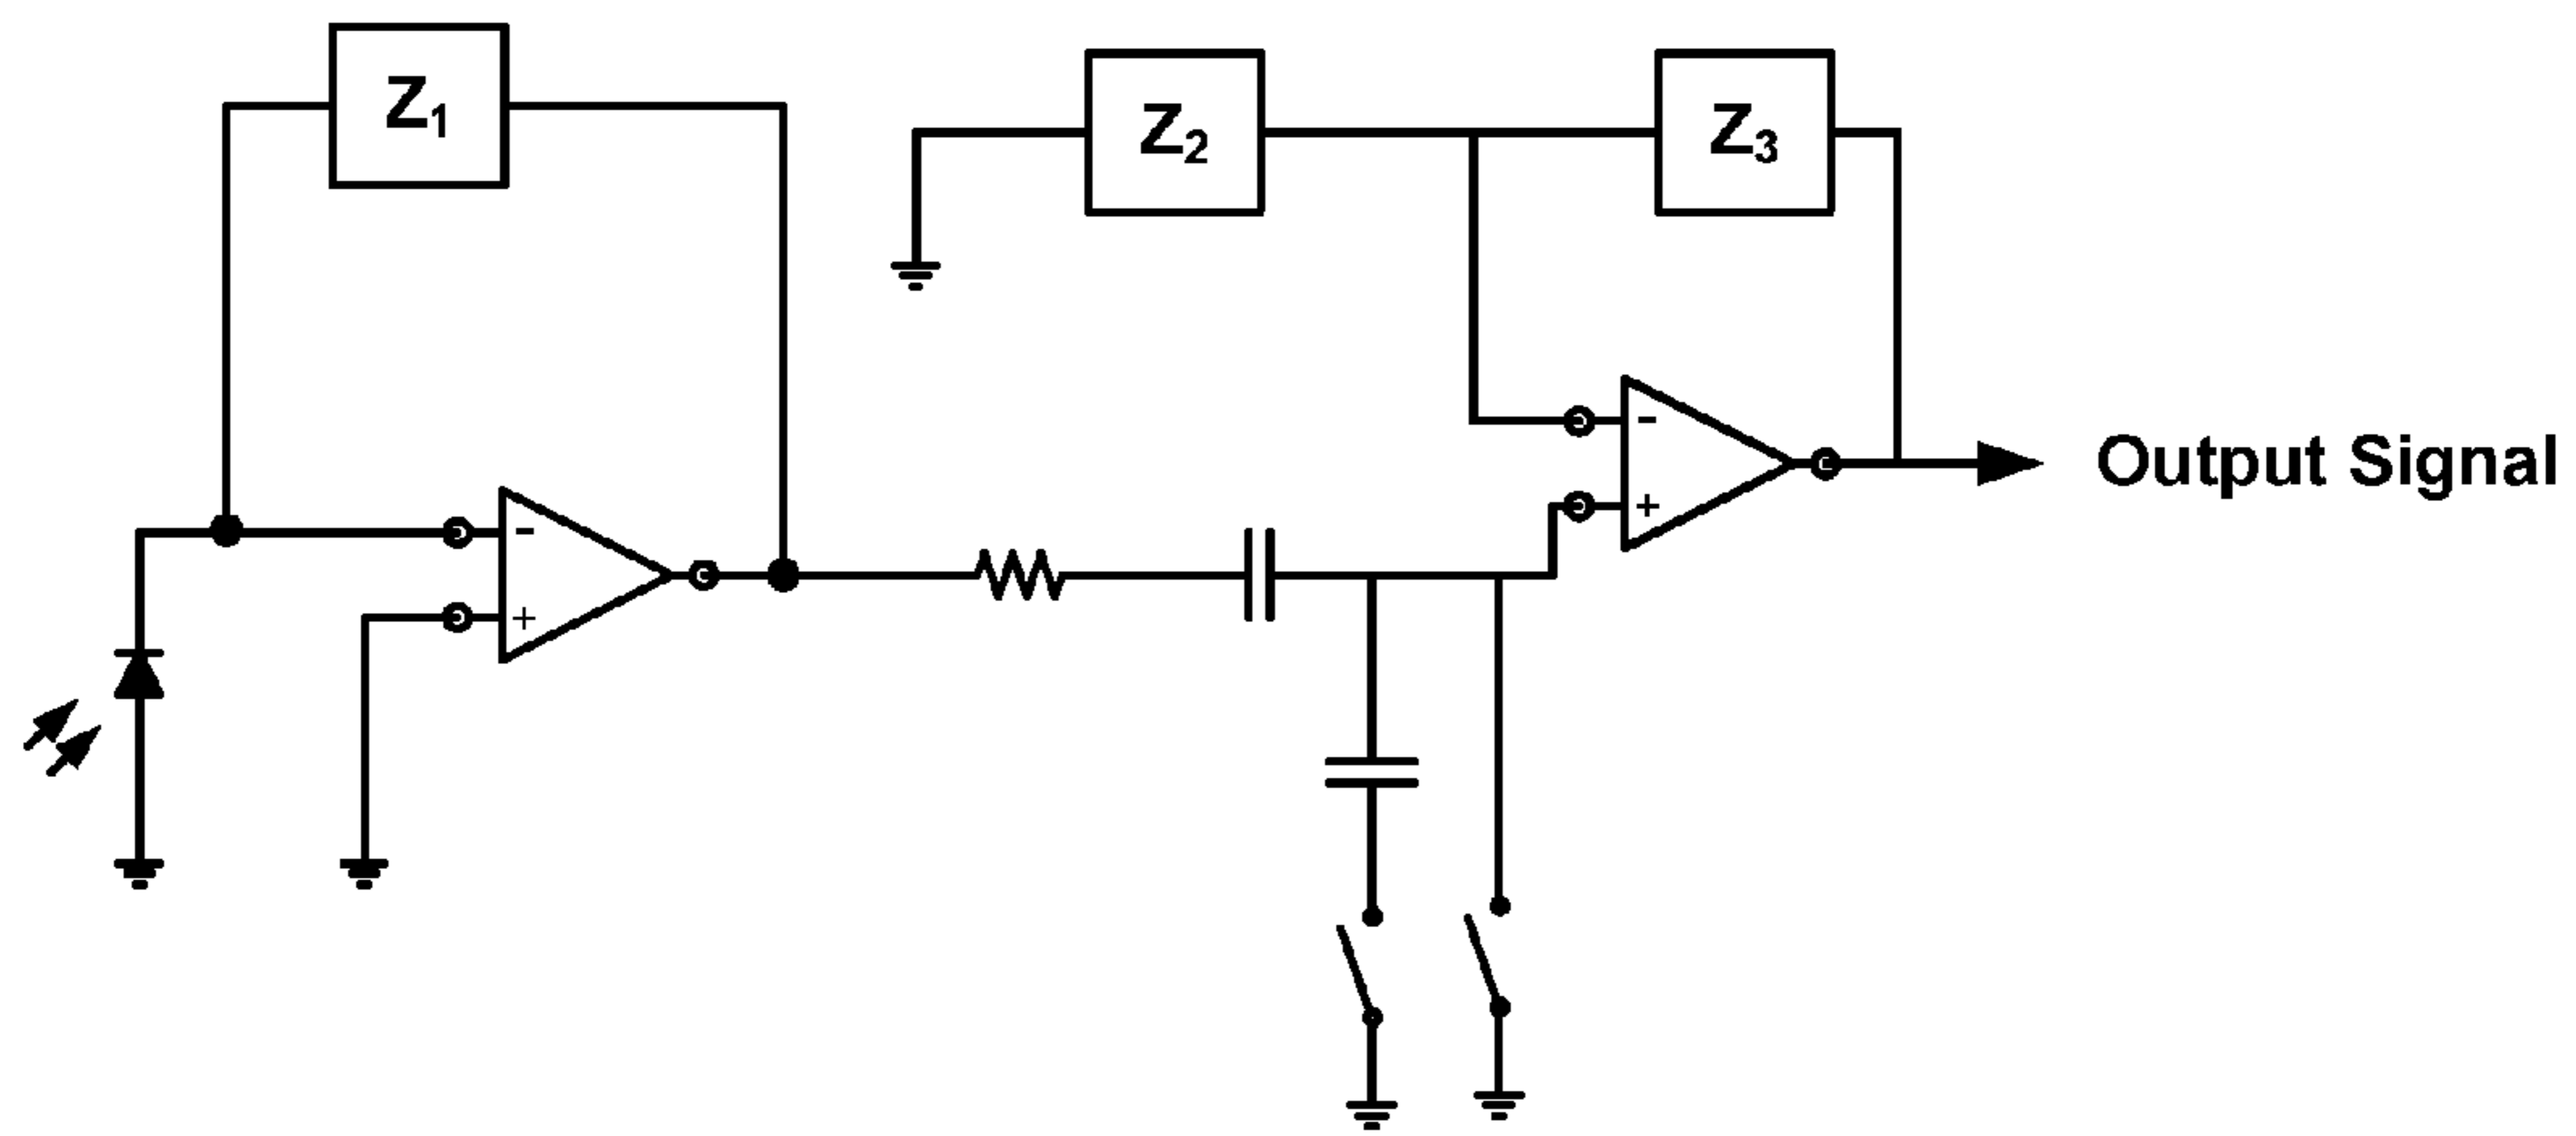 Z₁
Z₂
Z₃
-
+
-
+
Output Signal